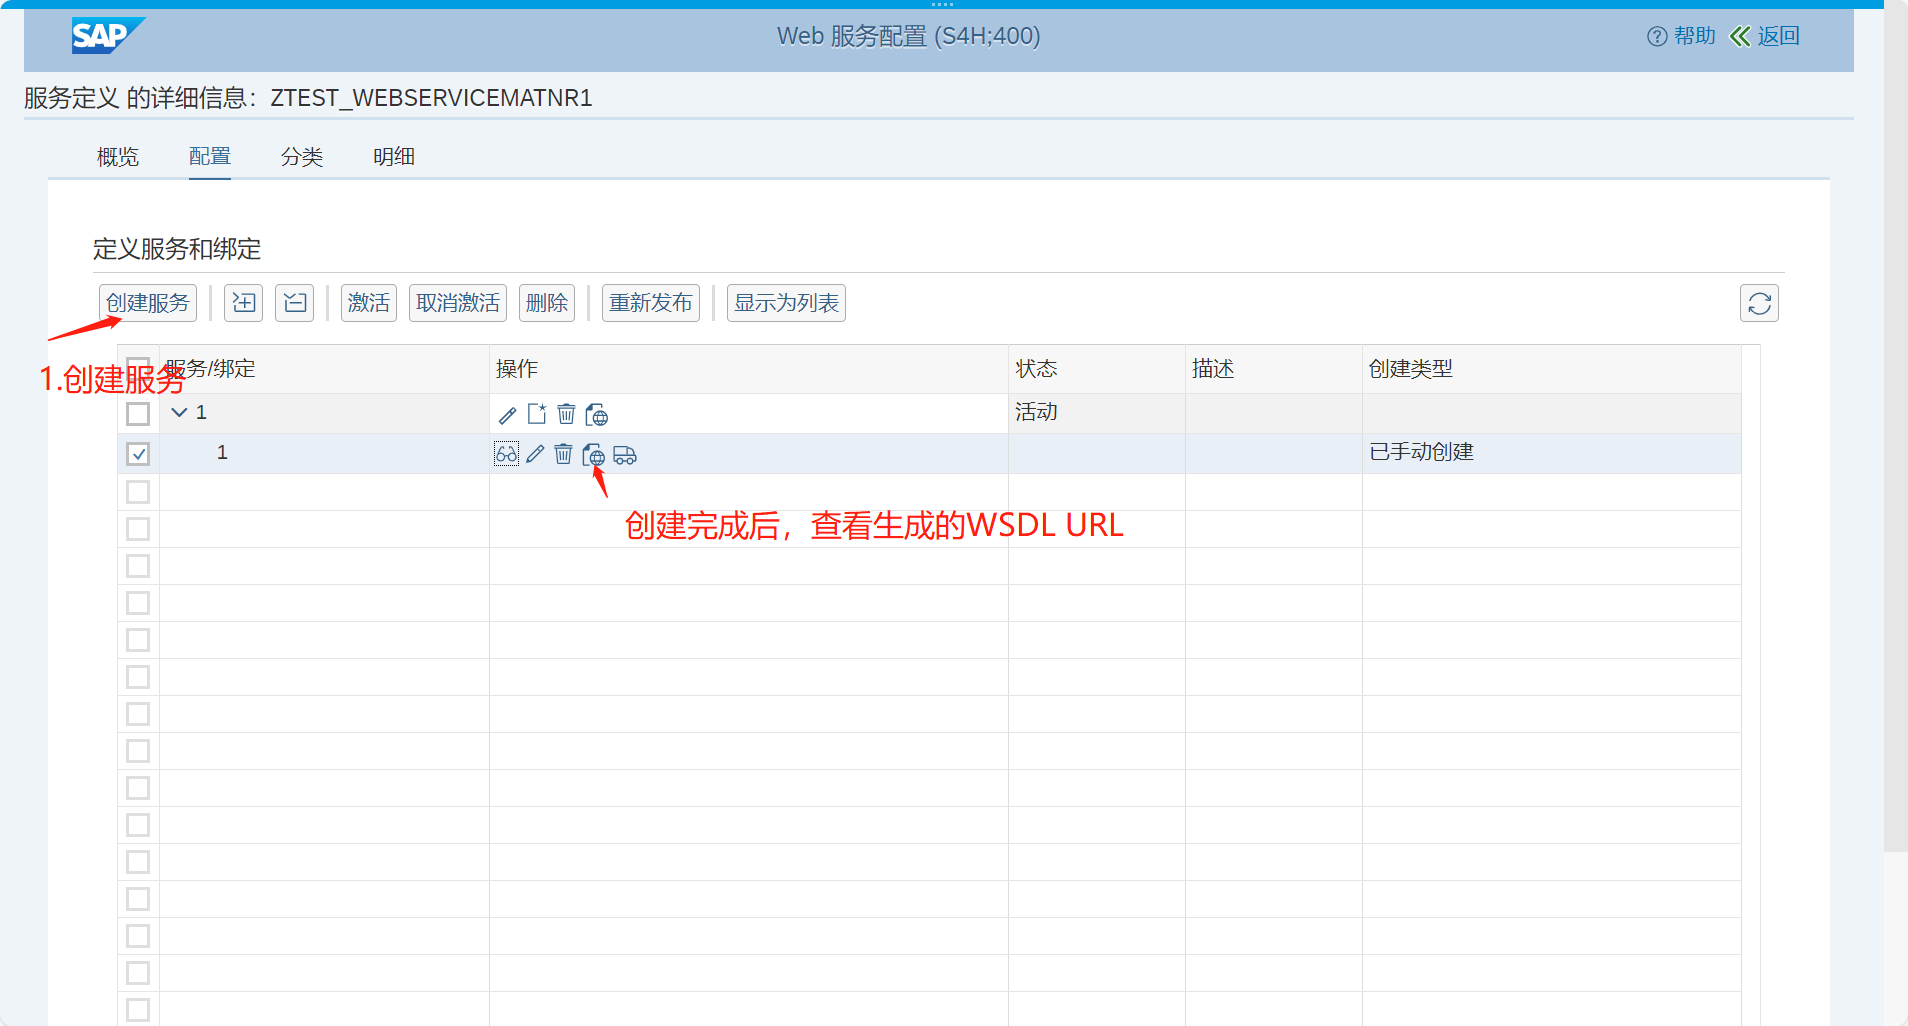 SAP
Web 服务配置 (S4H;400)
帮助 返回
服务定义 的详细信息：ZTEST_WEBSERVICEMATNR1
概览 配置 分类 明细
定义服务和绑定
创建服务 激活 取消激活 删除 重新发布 显示为列表
1.创建服务
服务/绑定 操作 状态 描述 创建类型
1 活动
1 已手动创建
创建完成后，查看生成的WSDL URL